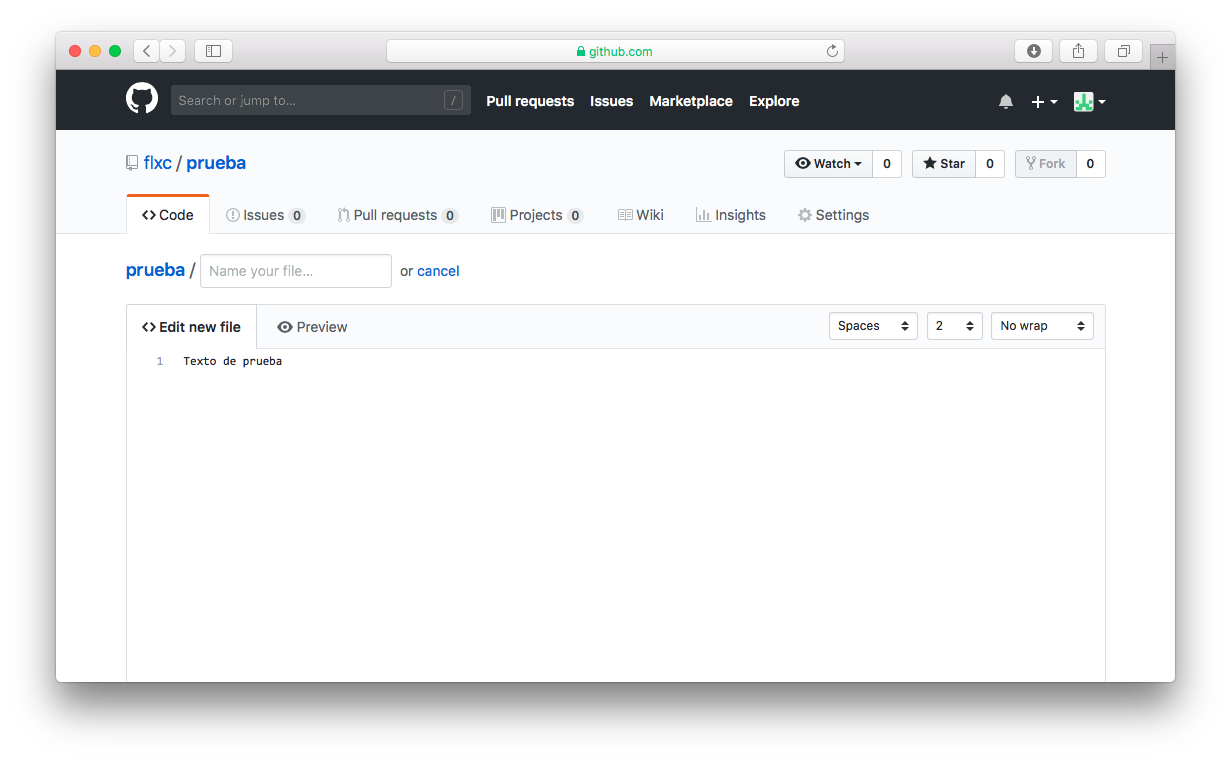 github.com
Search or jump to... / Pull requests Issues Marketplace Explore
flxc / prueba Watch 0 Star 0 Fork 0
Code Issues 0 Pull requests 0 Projects 0 Wiki Insights Settings
prueba / Name your file... or cancel
Edit new file Preview Spaces 2 No wrap
1 Texto de prueba